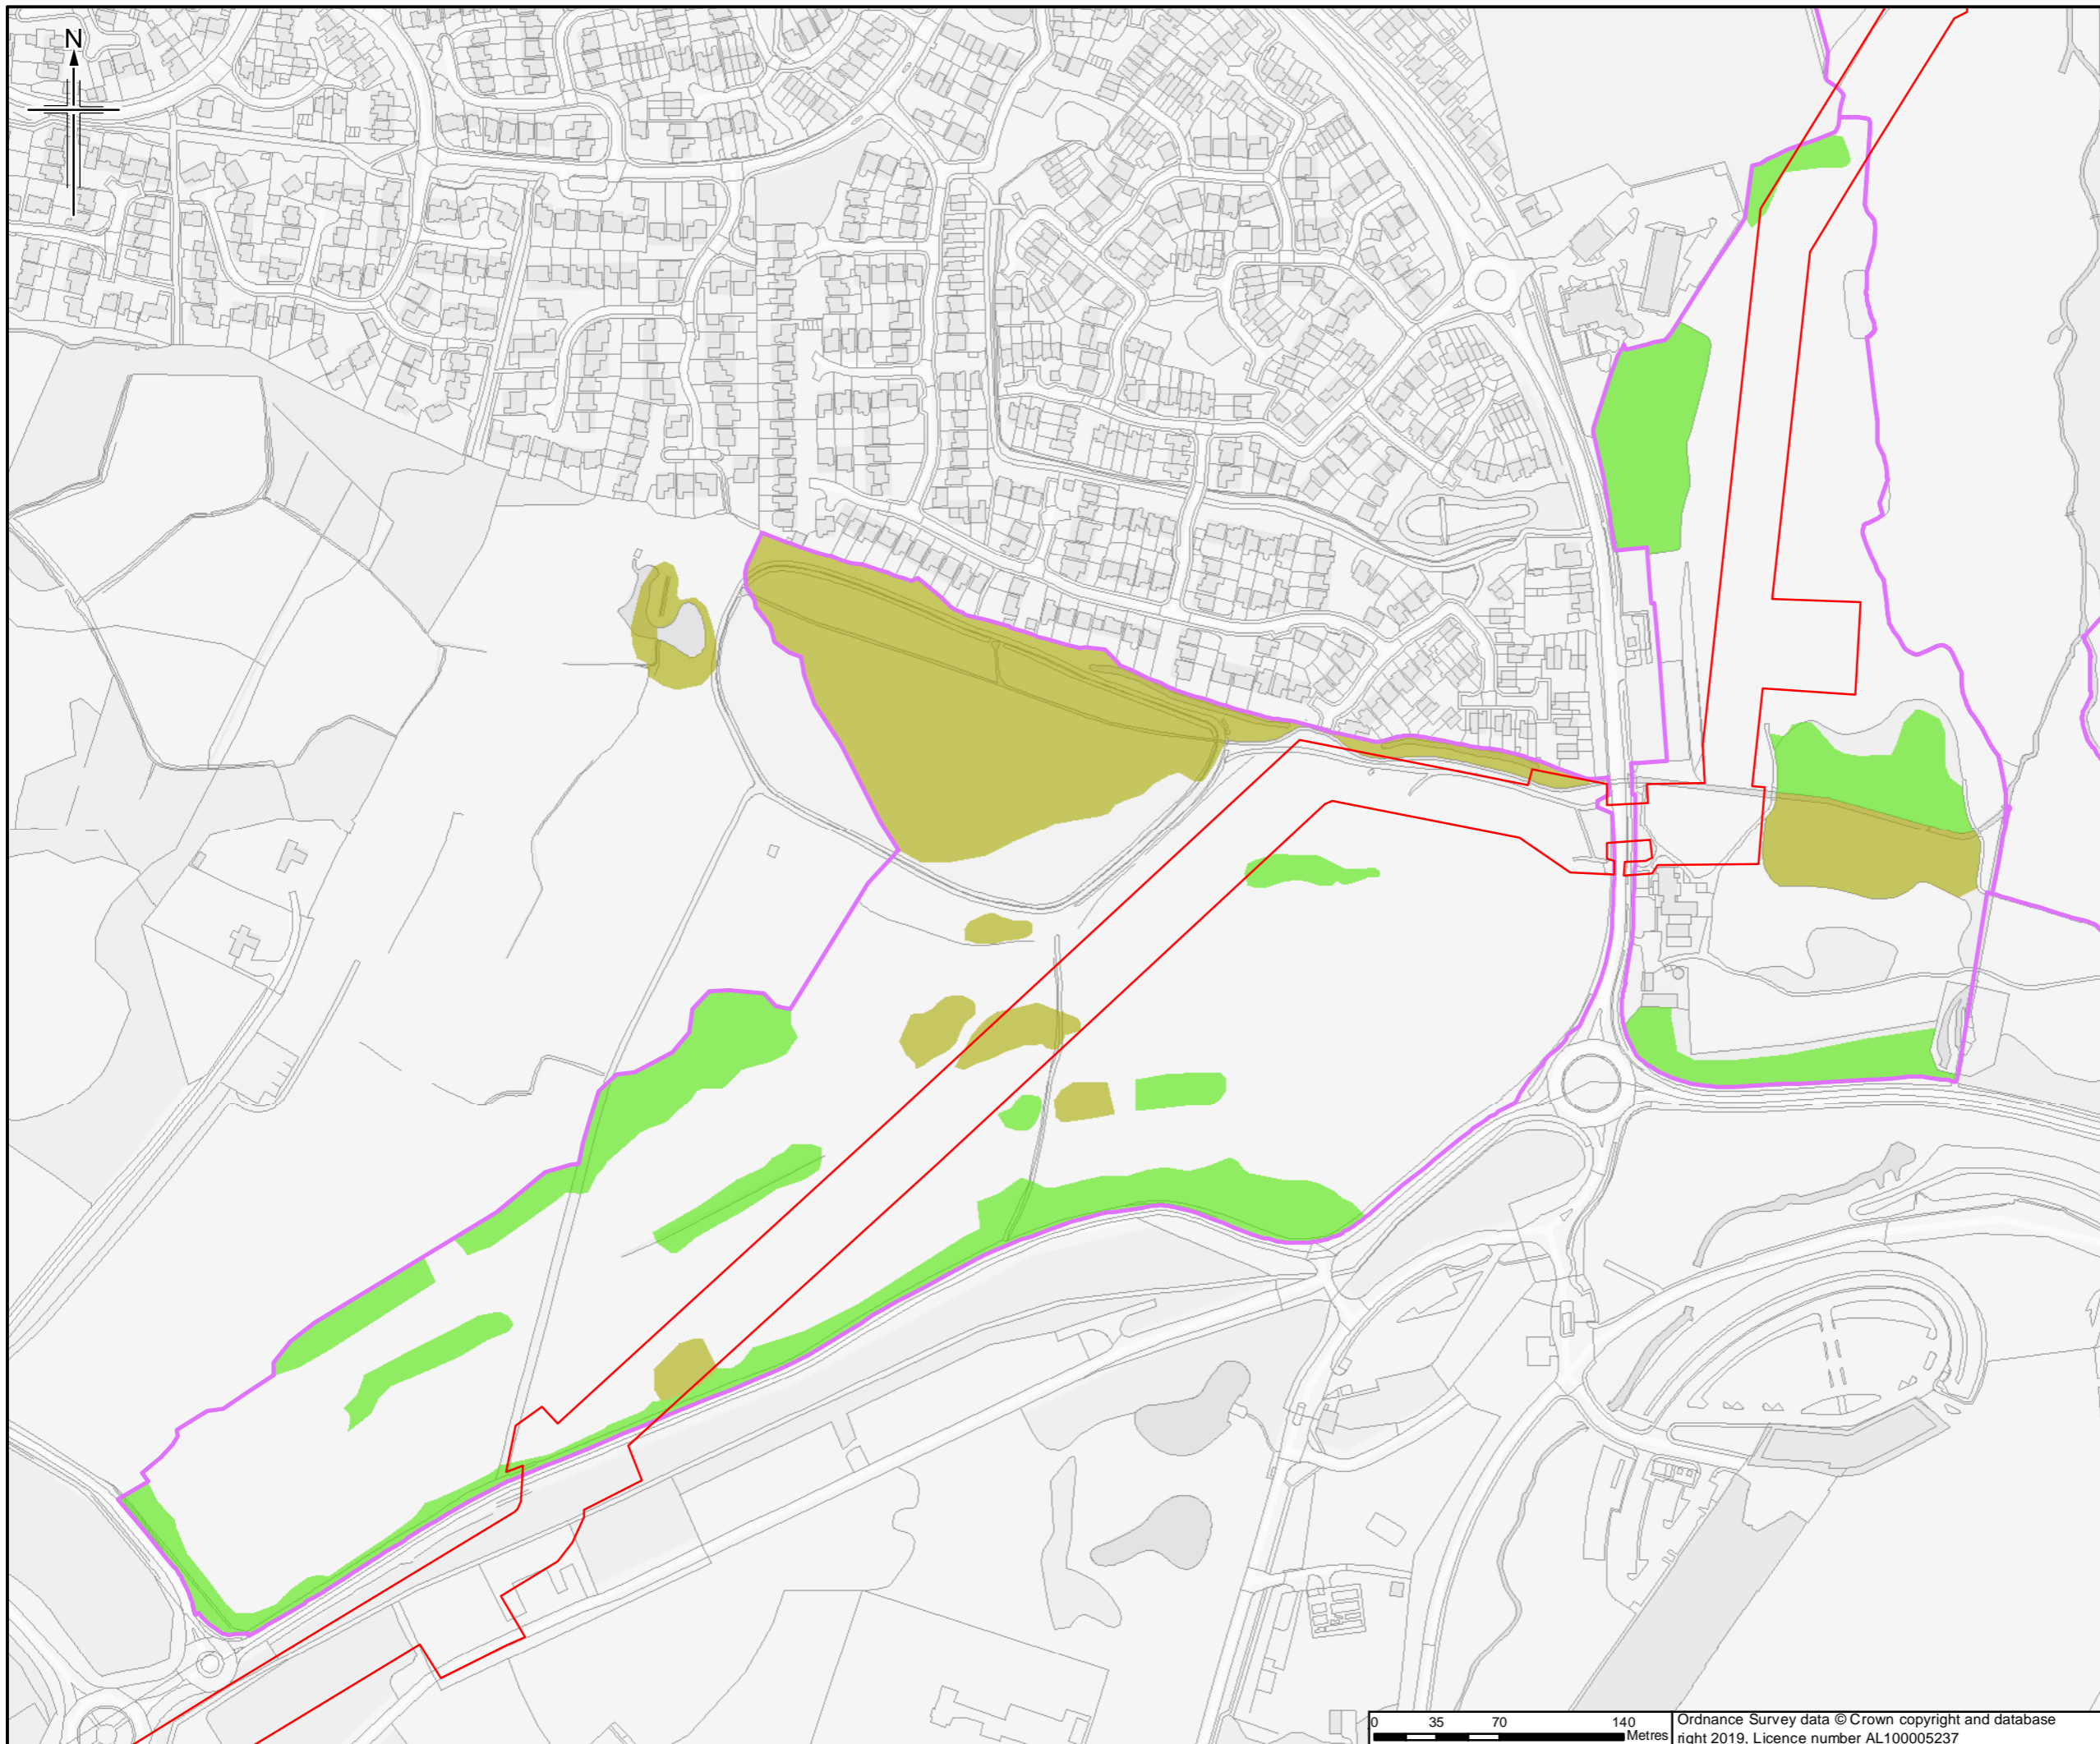 N
0 35 70 140
Metres
Ordnance Survey data © Crown copyright and database
right 2019. Licence number AL100005237